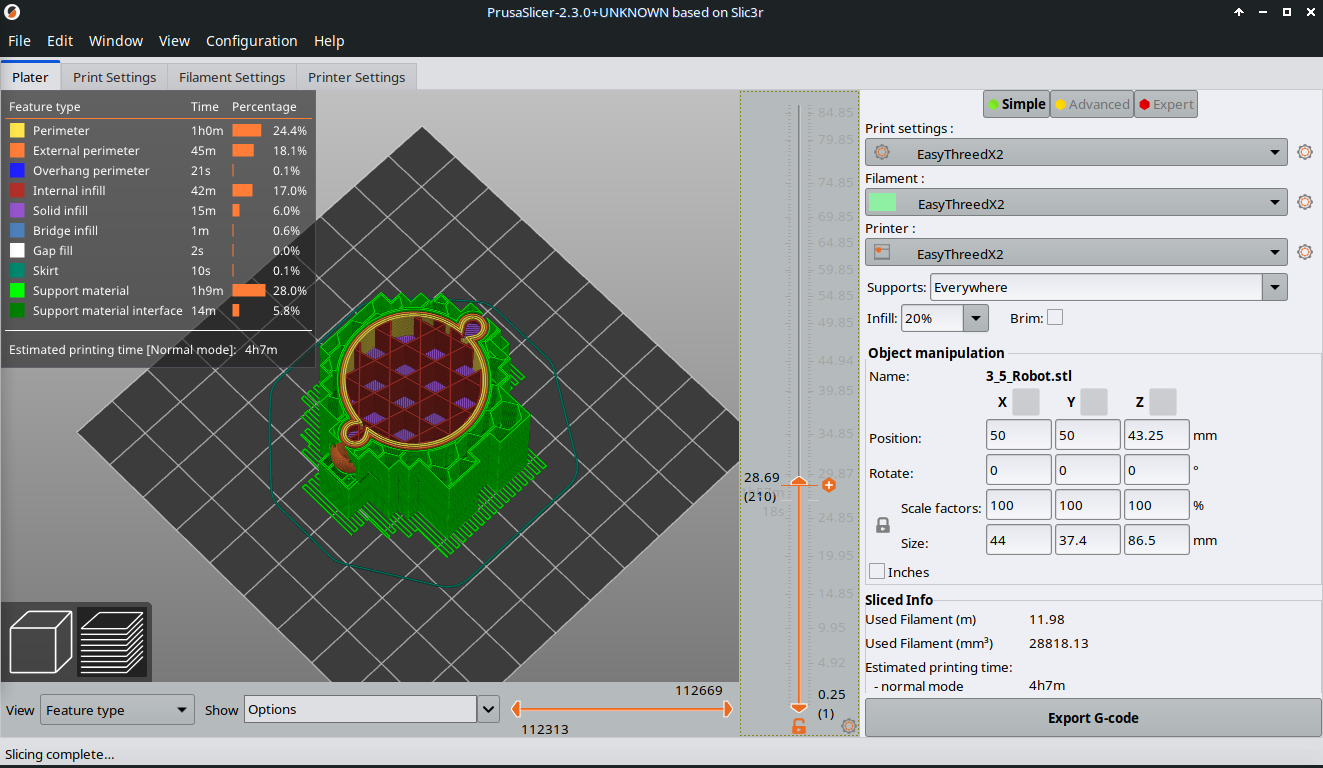 PrusaSlicer-2.3.0+UNKNOWN based on Slic3r
File Edit Window View Configuration Help
Plater Print Settings Filament Settings Printer Settings
Feature type Time Percentage
Perimeter 1h0m 24.4%
External perimeter 45m 18.1%
Overhang perimeter 21s 0.1%
Internal infill 42m 17.0%
Solid infill 15m 6.0%
Bridge infill 1m 0.6%
Gap fill 2s 0.0%
Skirt 10s 0.1%
Support material 1h9m 28.0%
Support material interface 14m 5.8%
Estimated printing time [Normal mode]: 4h7m
84.85
79.85
74.85
69.85
64.85
59.85
54.85
49.85
44.94
39.85
34.85
29.87
28.69
(210)
18s
24.85
19.95
14.85
9.95
4.92
0.25
(1)
Simple Advanced Expert
Print settings :
EasyThreedX2
Filament :
EasyThreedX2
Printer :
EasyThreedX2
Supports: Everywhere
Infill: 20% Brim:
Object manipulation
Name: 3_5_Robot.stl
X Y Z
Position: 50 50 43.25 mm
Rotate: 0 0 0 °
Scale factors: 100 100 100 %
Size: 44 37.4 86.5 mm
Inches
Sliced Info
Used Filament (m) 11.98
Used Filament (mm³) 28818.13
Estimated printing time:
- normal mode 4h7m
Export G-code
View Feature type Show Options
112669
112313
Slicing complete...